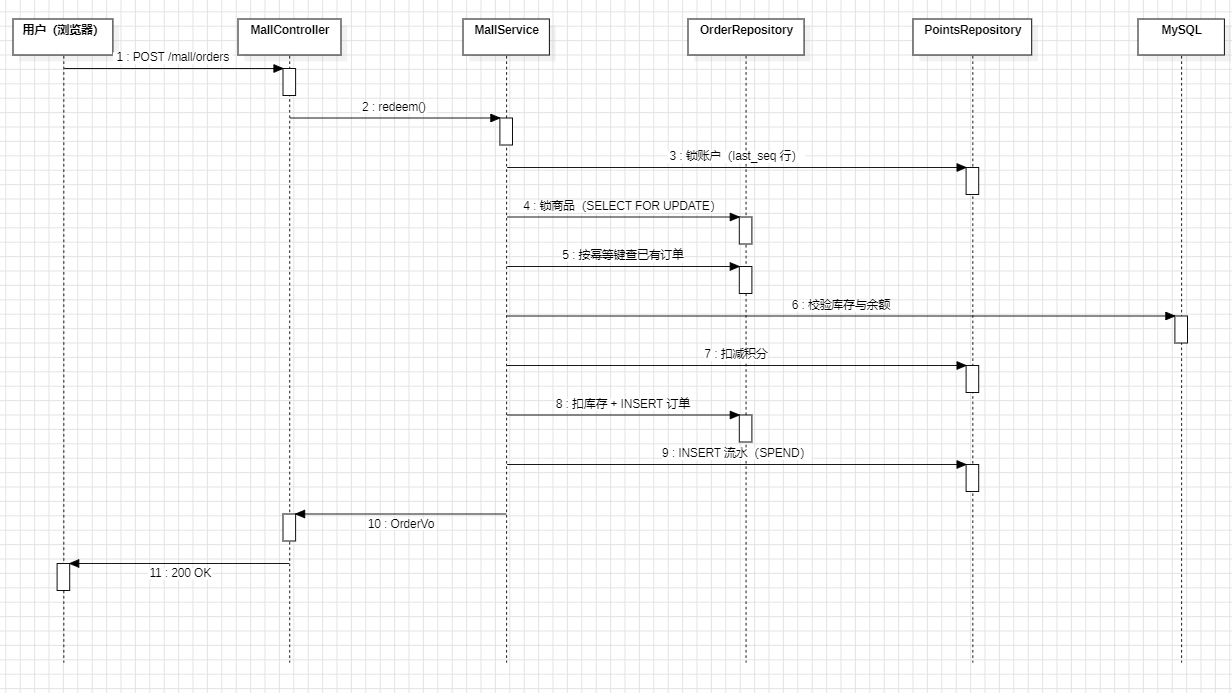 用户（浏览器）
MallController
MallService
OrderRepository
PointsRepository
MySQL
1 : POST /mall/orders
2 : redeem()
3 : 锁账户（last_seq 行）
4 : 锁商品（SELECT FOR UPDATE）
5 : 按幂等键查已有订单
6 : 校验库存与余额
7 : 扣减积分
8 : 扣库存 + INSERT 订单
9 : INSERT 流水（SPEND）
10 : OrderVo
11 : 200 OK